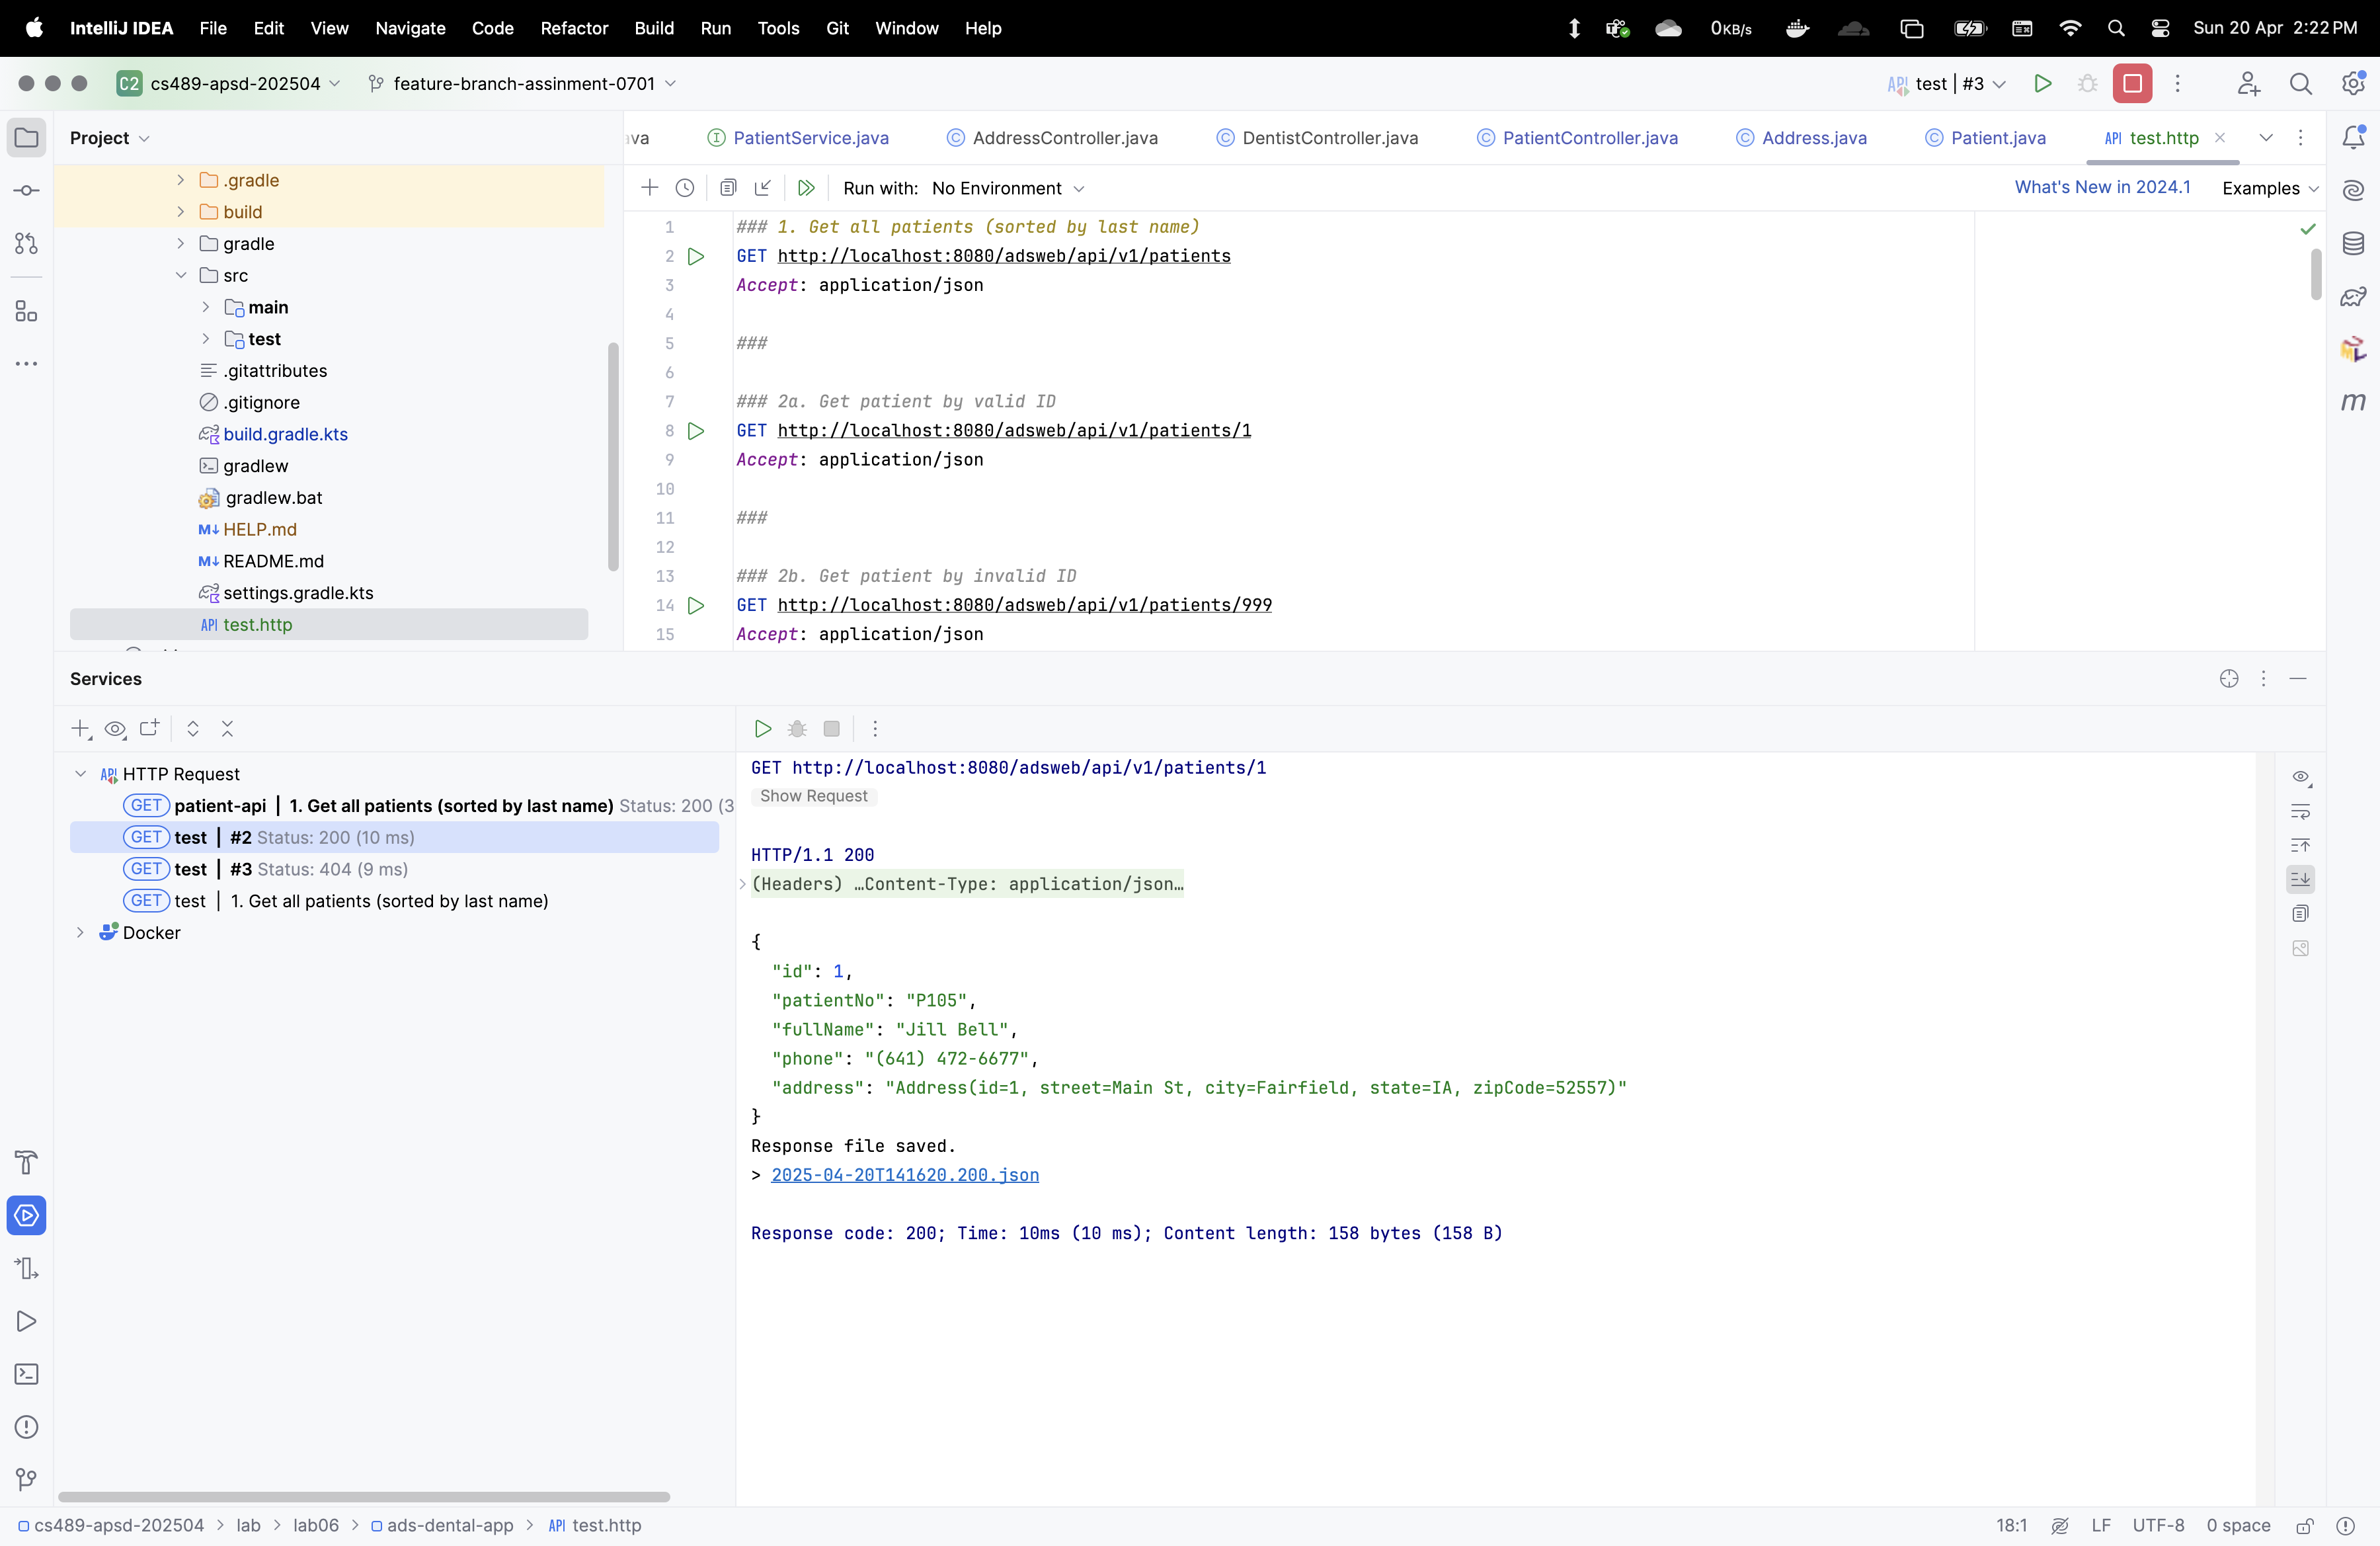 IntelliJ IDEA File Edit View Navigate Code Refactor Build Run Tools Git Window Help 0KB/s Sun 20 Apr 2:22 PM
C2 cs489-apsd-202504 feature-branch-assinment-0701 API test | #3
Project
.gradle
build
gradle
src
main
test
.gitattributes
.gitignore
build.gradle.kts
gradlew
gradlew.bat
M↓ HELP.md
M↓ README.md
settings.gradle.kts
API test.http
PatientService.java AddressController.java DentistController.java PatientController.java Address.java Patient.java API test.http
Run with: No Environment What's New in 2024.1 Examples
1 ### 1. Get all patients (sorted by last name)
2 GET http://localhost:8080/adsweb/api/v1/patients
3 Accept: application/json
4
5 ###
6
7 ### 2a. Get patient by valid ID
8 GET http://localhost:8080/adsweb/api/v1/patients/1
9 Accept: application/json
10
11 ###
12
13 ### 2b. Get patient by invalid ID
14 GET http://localhost:8080/adsweb/api/v1/patients/999
15 Accept: application/json
Services
API HTTP Request
GET patient-api | 1. Get all patients (sorted by last name) Status: 200 (3
GET test | #2 Status: 200 (10 ms)
GET test | #3 Status: 404 (9 ms)
GET test | 1. Get all patients (sorted by last name)
Docker
GET http://localhost:8080/adsweb/api/v1/patients/1
Show Request
HTTP/1.1 200
(Headers) …Content-Type: application/json…
{
"id": 1,
"patientNo": "P105",
"fullName": "Jill Bell",
"phone": "(641) 472-6677",
"address": "Address(id=1, street=Main St, city=Fairfield, state=IA, zipCode=52557)"
}
Response file saved.
> 2025-04-20T141620.200.json
Response code: 200; Time: 10ms (10 ms); Content length: 158 bytes (158 B)
cs489-apsd-202504 > lab > lab06 > ads-dental-app > API test.http 18:1 LF UTF-8 0 space